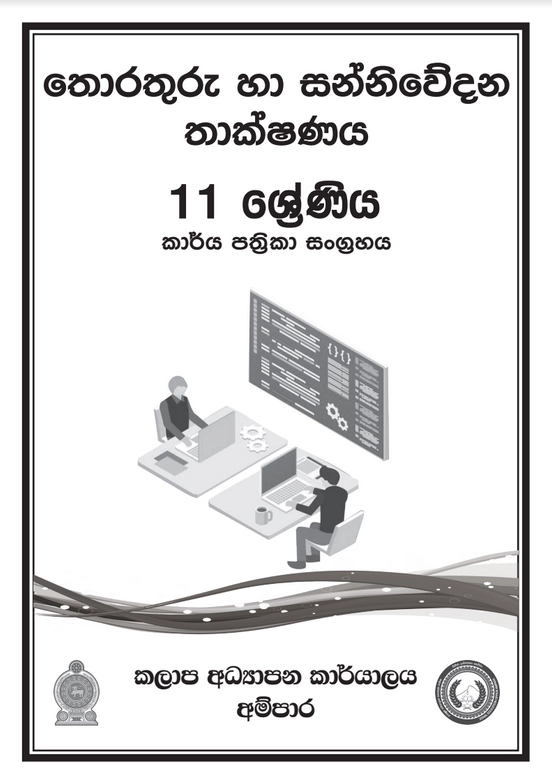 තොරතුරු හා සන්නිවේදන
තාක්ෂණය
11 ශ්‍රේණිය
කාර්ය පත්‍රිකා සංග්‍රහය
කලාප අධ්‍යාපන කාර්යාලය
අම්පාර